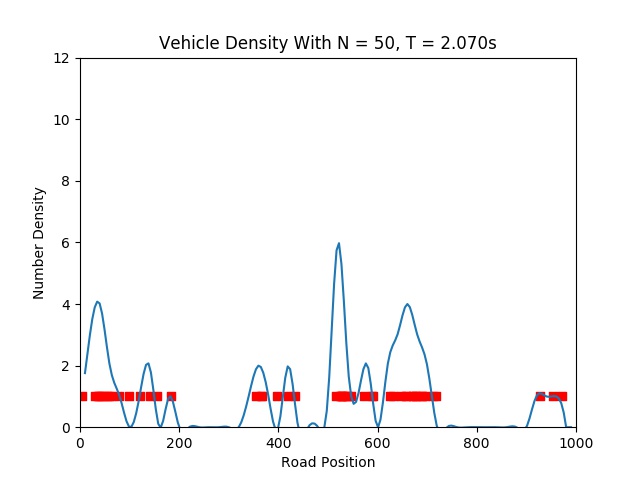 Vehicle Density With N = 50, T = 2.070s
12
10
8
6
4
2
0
Number Density
0 200 400 600 800 1000
Road Position